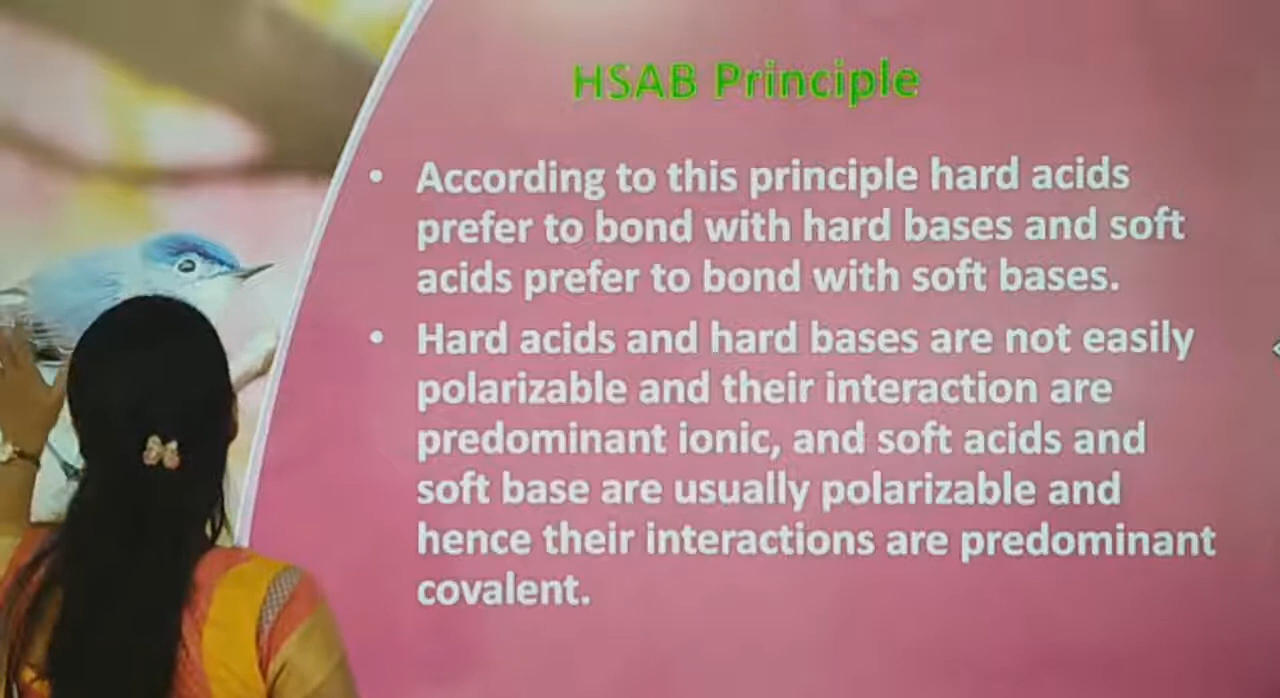 HSAB Principle
• According to this principle hard acids
prefer to bond with hard bases and soft
acids prefer to bond with soft bases.
• Hard acids and hard bases are not easily
polarizable and their interaction are
predominant ionic, and soft acids and
soft base are usually polarizable and
hence their interactions are predominant
covalent.